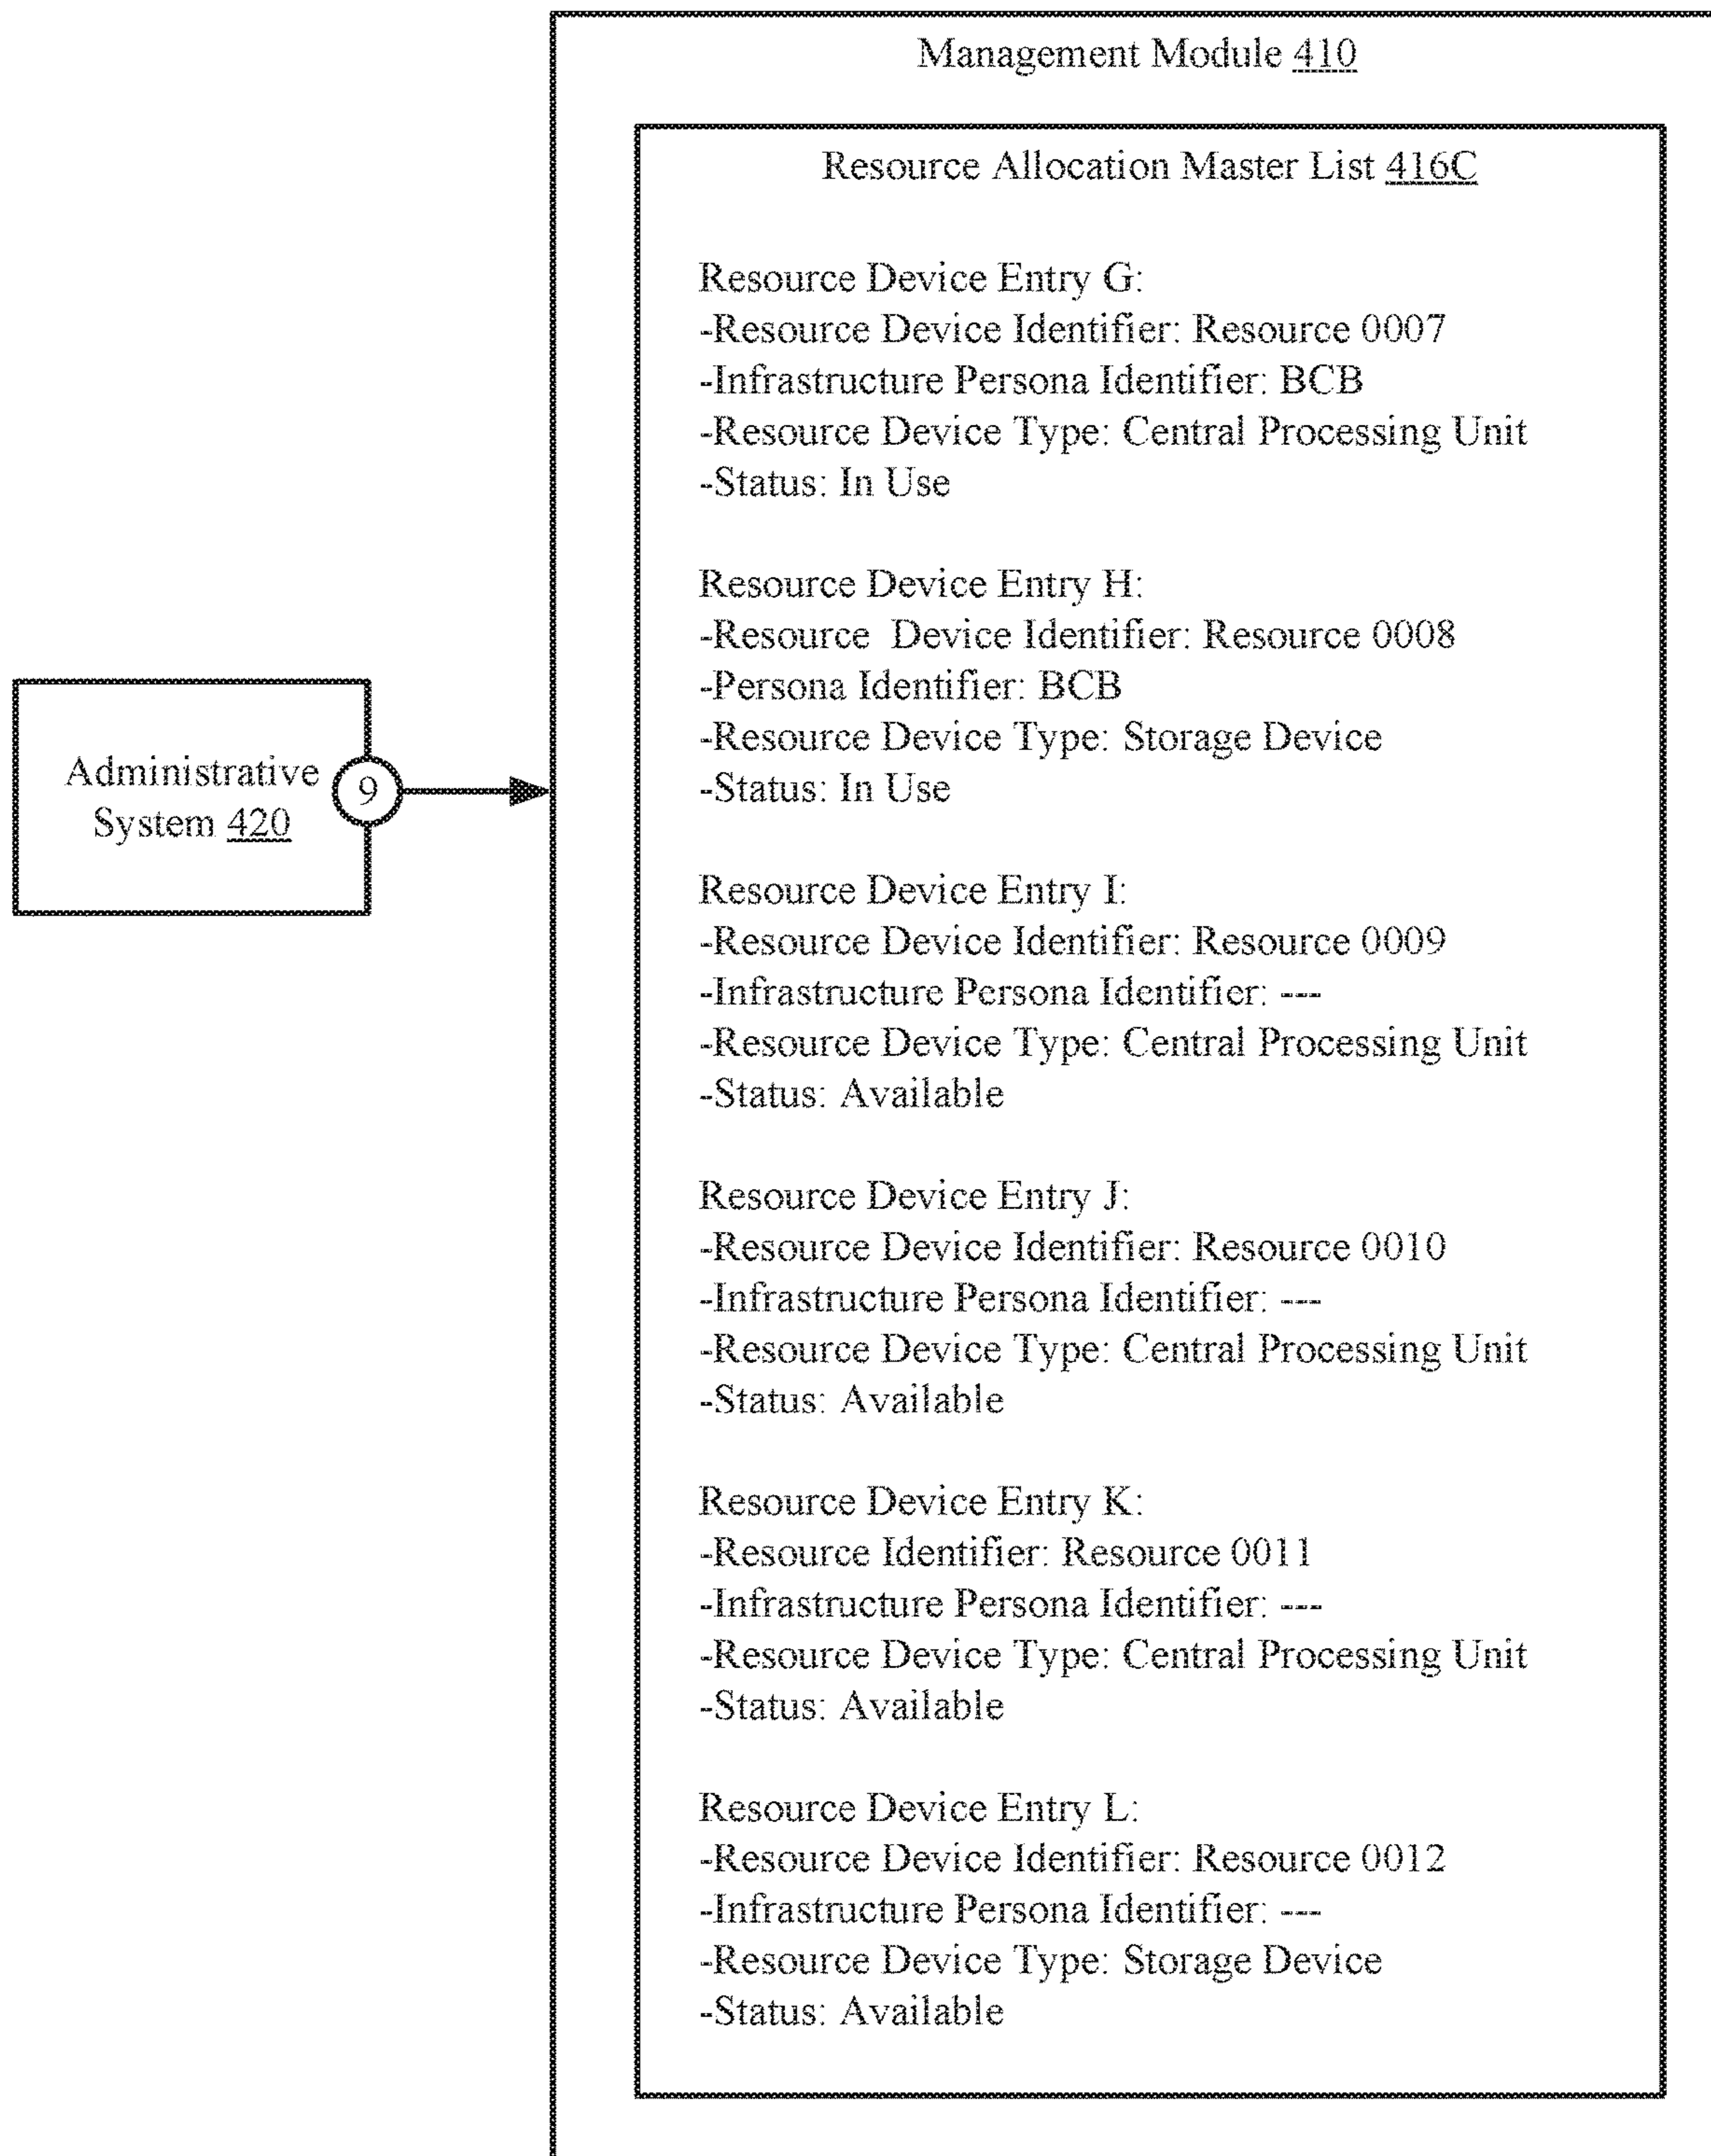 Management Module 410
Resource Allocation Master List 416C
Resource Device Entry G:
-Resource Device Identifier: Resource 0007
-Infrastructure Persona Identifier: BCB
-Resource Device Type: Central Processing Unit
-Status: In Use
Resource Device Entry H:
-Resource  Device Identifier: Resource 0008
-Persona Identifier: BCB
-Resource Device Type: Storage Device
-Status: In Use
Administrative
System 420
9
Resource Device Entry I:
-Resource Device Identifier: Resource 0009
-Infrastructure Persona Identifier: ---
-Resource Device Type: Central Processing Unit
-Status: Available
Resource Device Entry J:
-Resource Device Identifier: Resource 0010
-Infrastructure Persona Identifier: ---
-Resource Device Type: Central Processing Unit
-Status: Available
Resource Device Entry K:
-Resource Identifier: Resource 0011
-Infrastructure Persona Identifier: ---
-Resource Device Type: Central Processing Unit
-Status: Available
Resource Device Entry L:
-Resource Device Identifier: Resource 0012
-Infrastructure Persona Identifier: ---
-Resource Device Type: Storage Device
-Status: Available